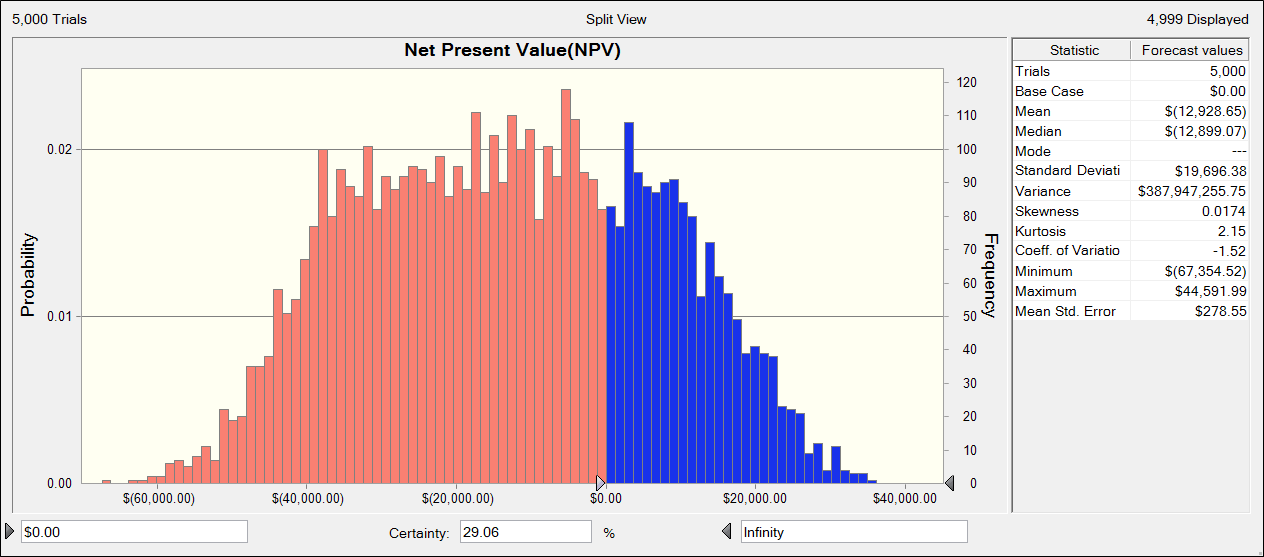 5,000 Trials Split View 4,999 Displayed
Net Present Value(NPV)
Probability
0.02
0.01
0.00
120
110
100
90
80
70
60
50
40
30
20
10
0
Frequency
$(60,000.00) $(40,000.00) $(20,000.00) $0.00 $20,000.00 $40,000.00
Statistic Forecast values
Trials 5,000
Base Case $0.00
Mean $(12,928.65)
Median $(12,899.07)
Mode ---
Standard Deviati $19,696.38
Variance $387,947,255.75
Skewness 0.0174
Kurtosis 2.15
Coeff. of Variatio -1.52
Minimum $(67,354.52)
Maximum $44,591.99
Mean Std. Error $278.55
$0.00 Certainty: 29.06 % Infinity